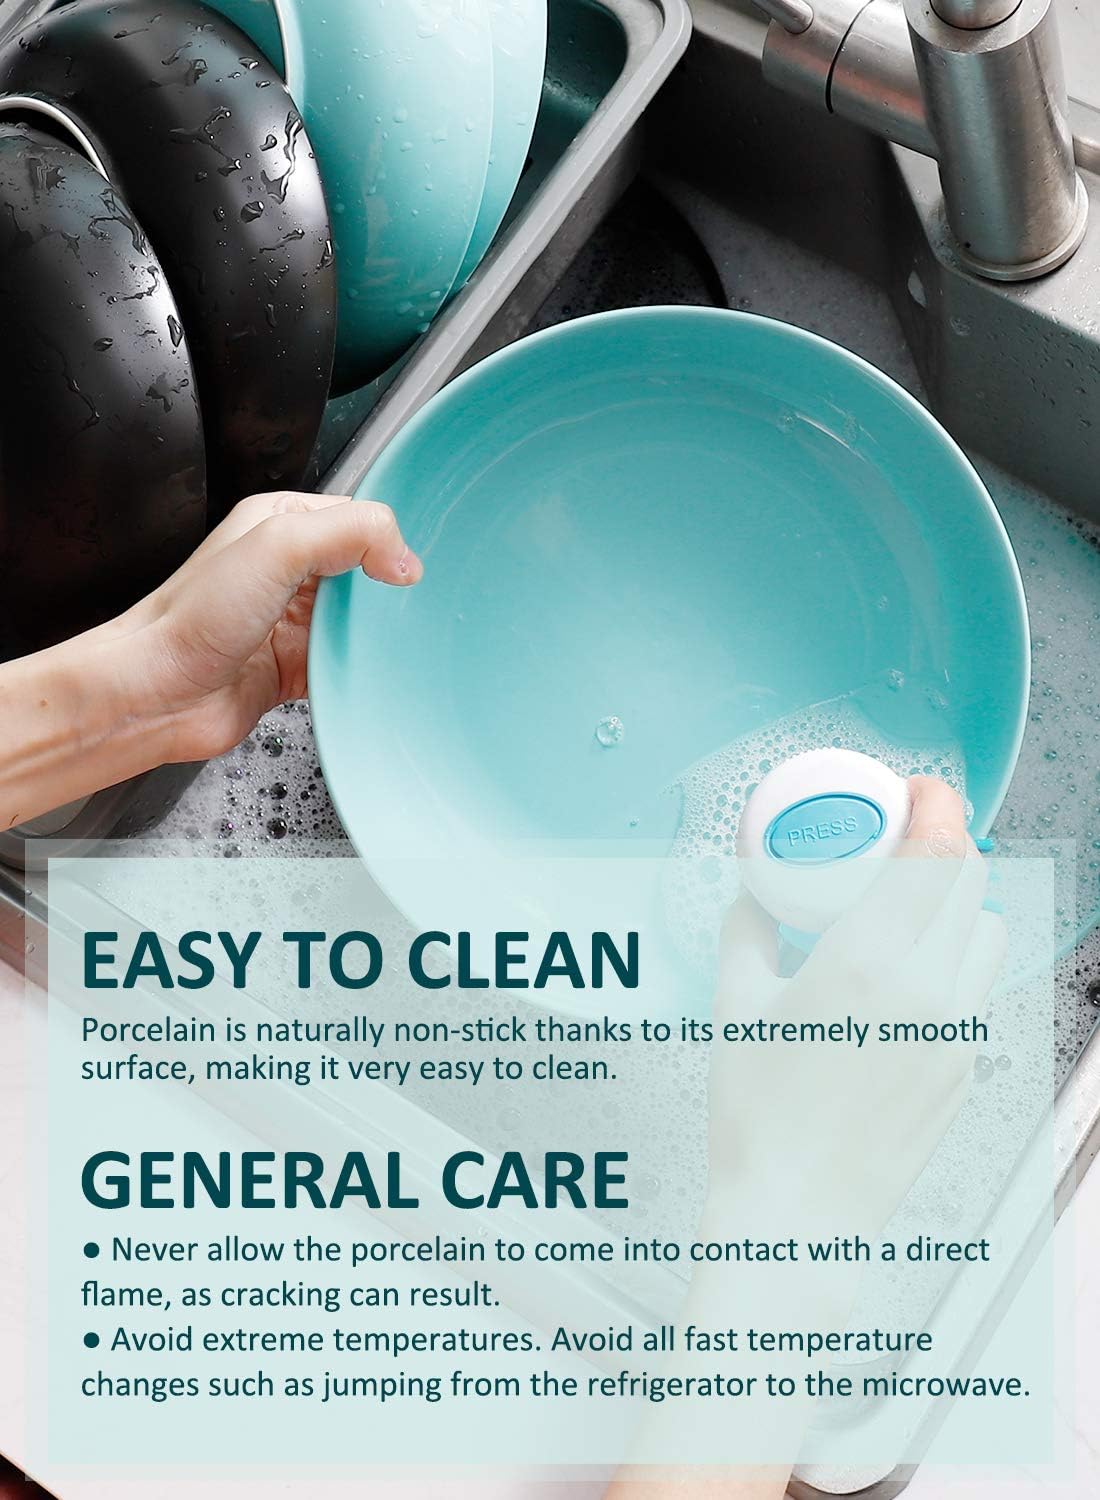 PRESS
EASY TO CLEAN
Porcelain is naturally non-stick thanks to its extremely smooth
surface, making it very easy to clean.
GENERAL CARE
● Never allow the porcelain to come into contact with a direct
flame, as cracking can result.
● Avoid extreme temperatures. Avoid all fast temperature
changes such as jumping from the refrigerator to the microwave.